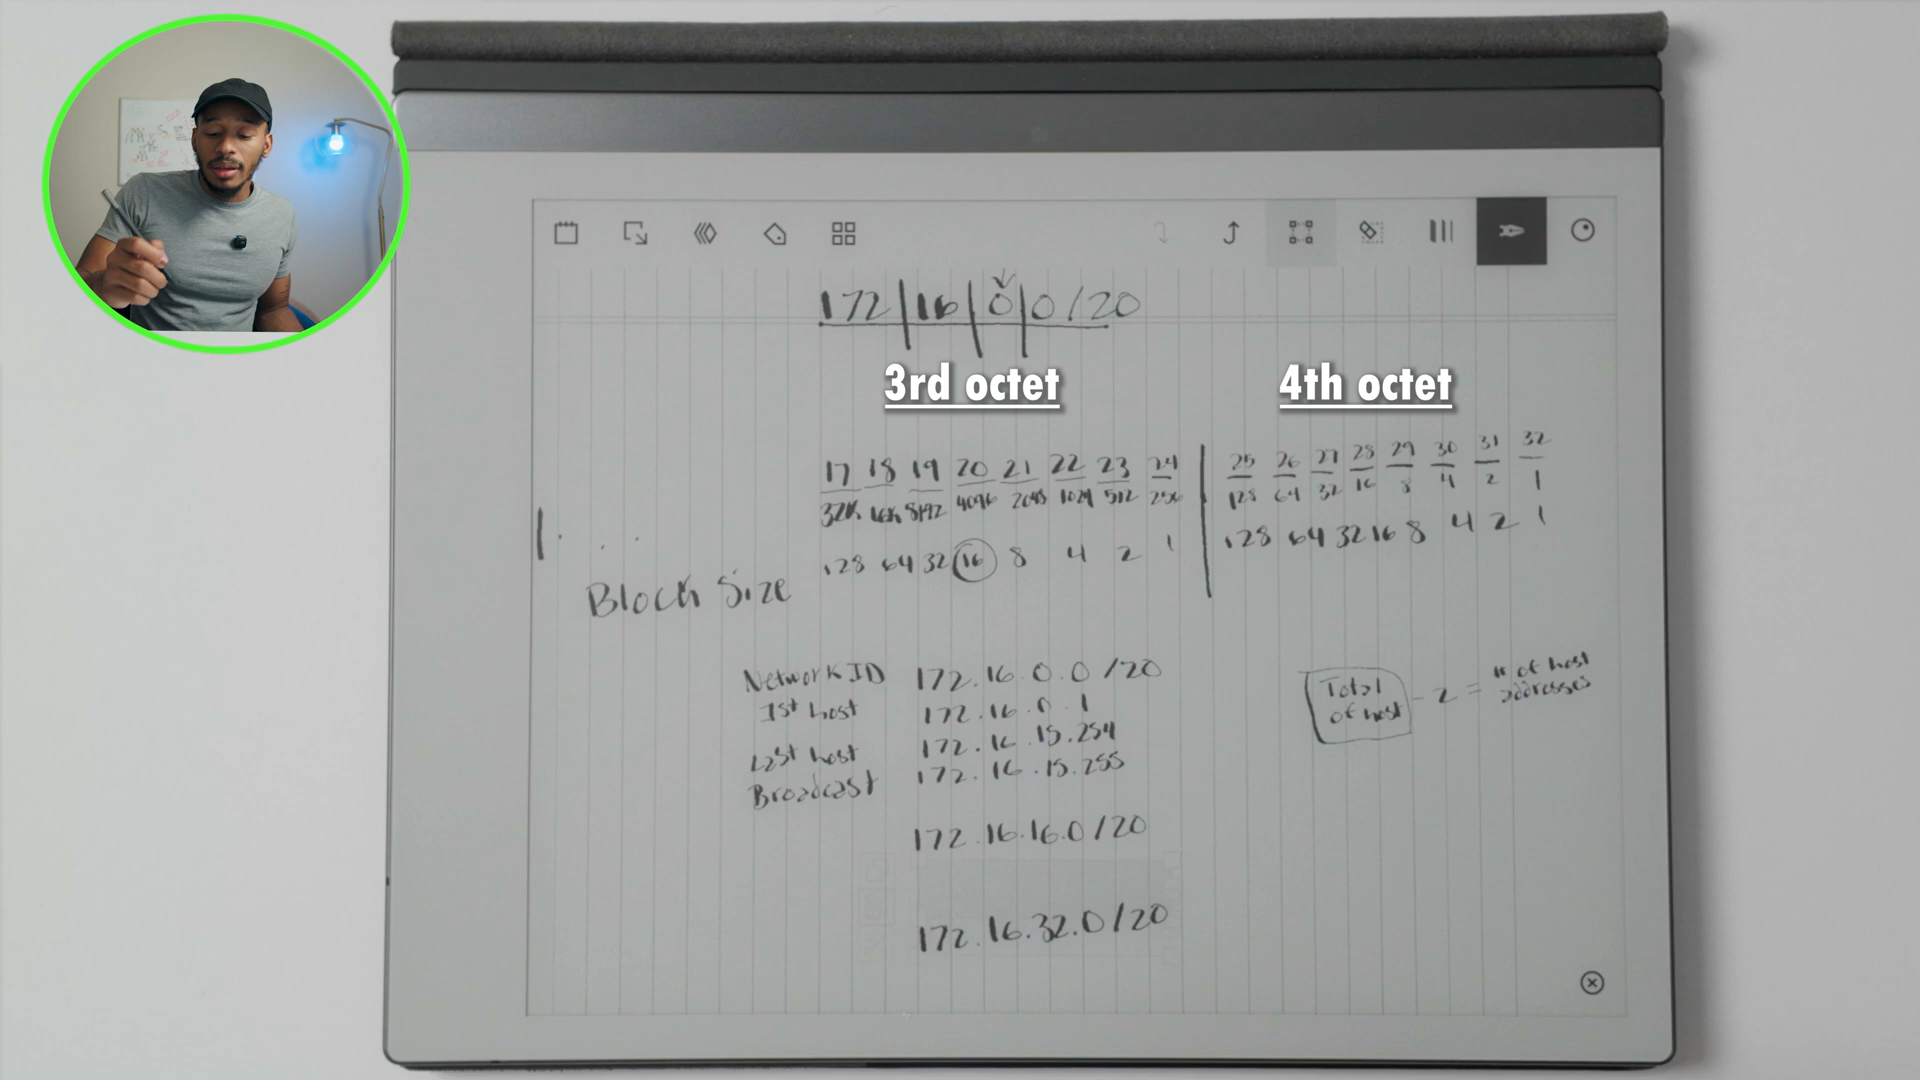 172|16|0|0/20
3rd octet
4th octet
17 18 19 20 21 22 23 24
32K 16K 8192 4096 2048 1024 512 256
128 64 32 16 8 4 2 1
25 26 27 28 29 30 31 32
128 64 32 16 8 4 2 1
128 64 32 16 8 4 2 1
Block Size
Network ID 172.16.0.0/20
1st host 172.16.0.1
Last host 172.16.15.254
Broadcast 172.16.15.255
172.16.16.0/20
172.16.32.0/20
Total of host - 2 = # of host addresses